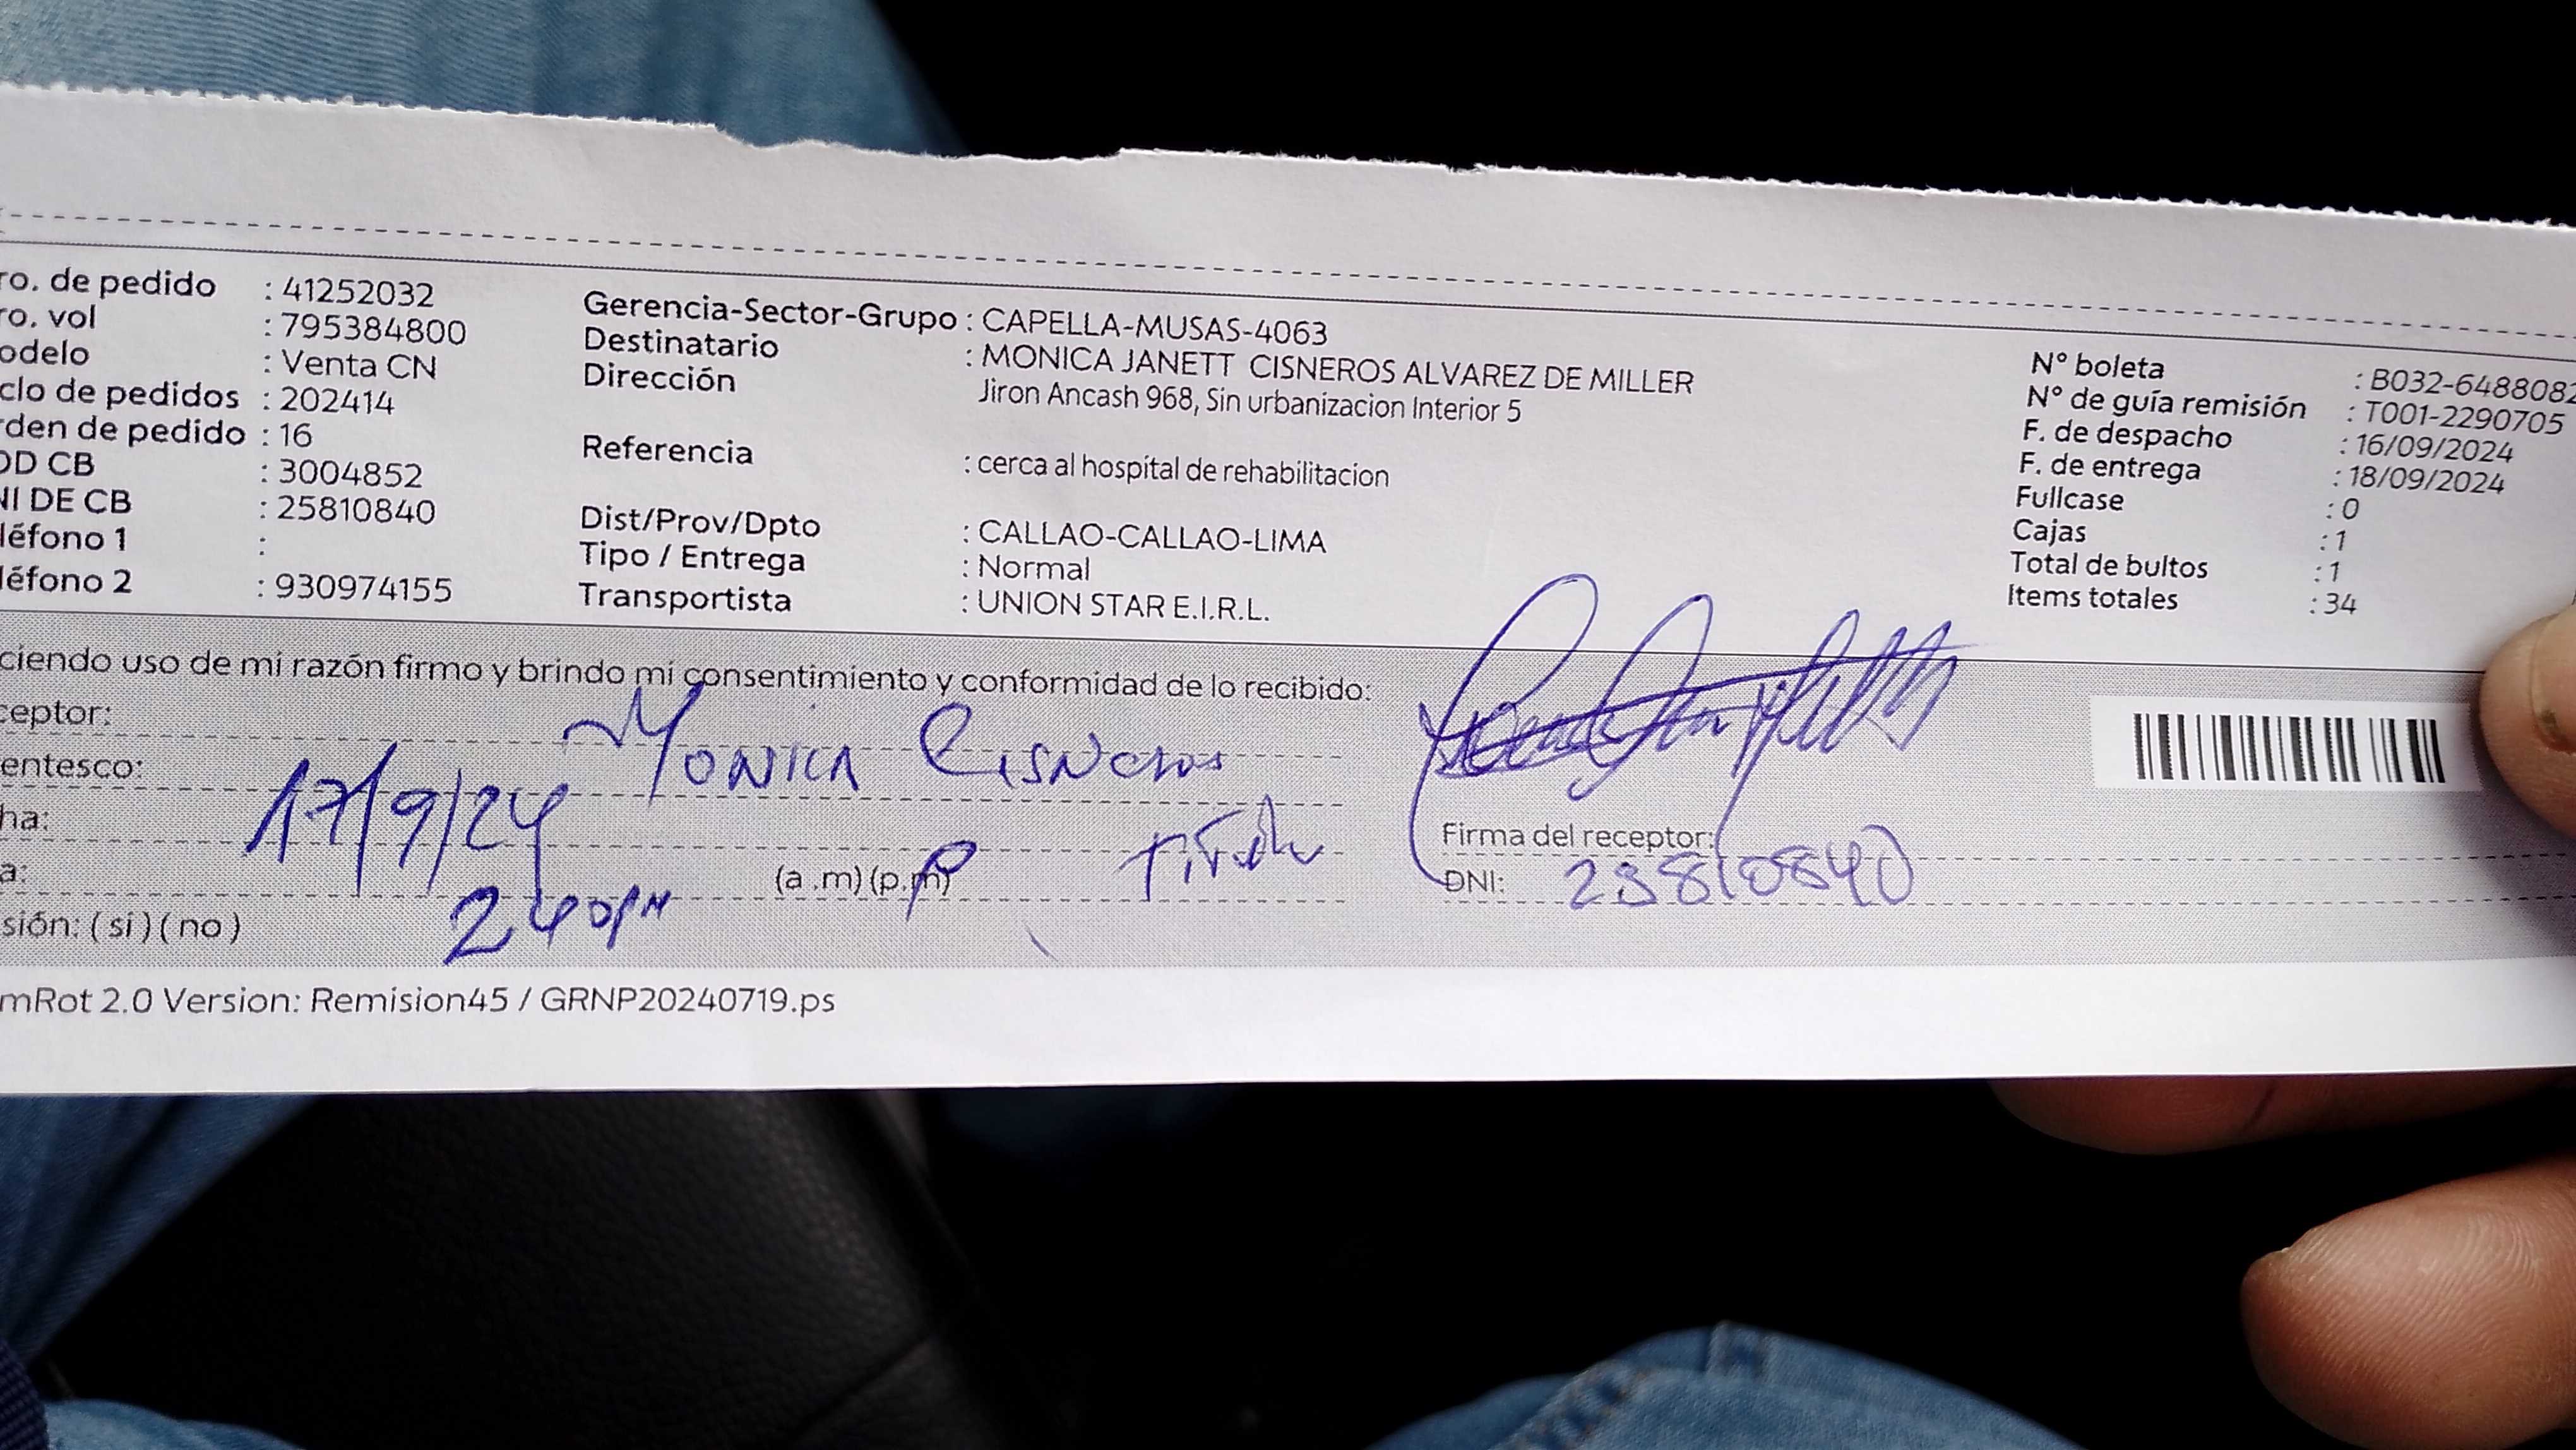 ro. de pedido : 41252032
ro. vol : 795384800
odelo : Venta CN
clo de pedidos : 202414
rden de pedido : 16
OD CB : 3004852
NI DE CB : 25810840
léfono 1 :
léfono 2 : 930974155
Gerencia-Sector-Grupo : CAPELLA-MUSAS-4063
Destinatario : MONICA JANETT CISNEROS ALVAREZ DE MILLER
Dirección Jiron Ancash 968, Sin urbanizacion Interior 5
Referencia : cerca al hospital de rehabilitacion
Dist/Prov/Dpto : CALLAO-CALLAO-LIMA
Tipo / Entrega : Normal
Transportista : UNION STAR E.I.R.L.
N° boleta : B032-6488082
N° de guía remisión : T001-2290705
F. de despacho : 16/09/2024
F. de entrega : 18/09/2024
Fullcase : 0
Cajas : 1
Total de bultos : 1
Items totales : 34
ciendo uso de mi razón firmo y brindo mi consentimiento y conformidad de lo recibido:
ceptor: Monica Cisneros
entesco:
ha: 17/9/24
a: 240pm (a .m) (p.m)
sión: ( si ) ( no )
Firma del receptor:
DNI: 25810840
mRot 2.0 Version: Remision45 / GRNP20240719.ps